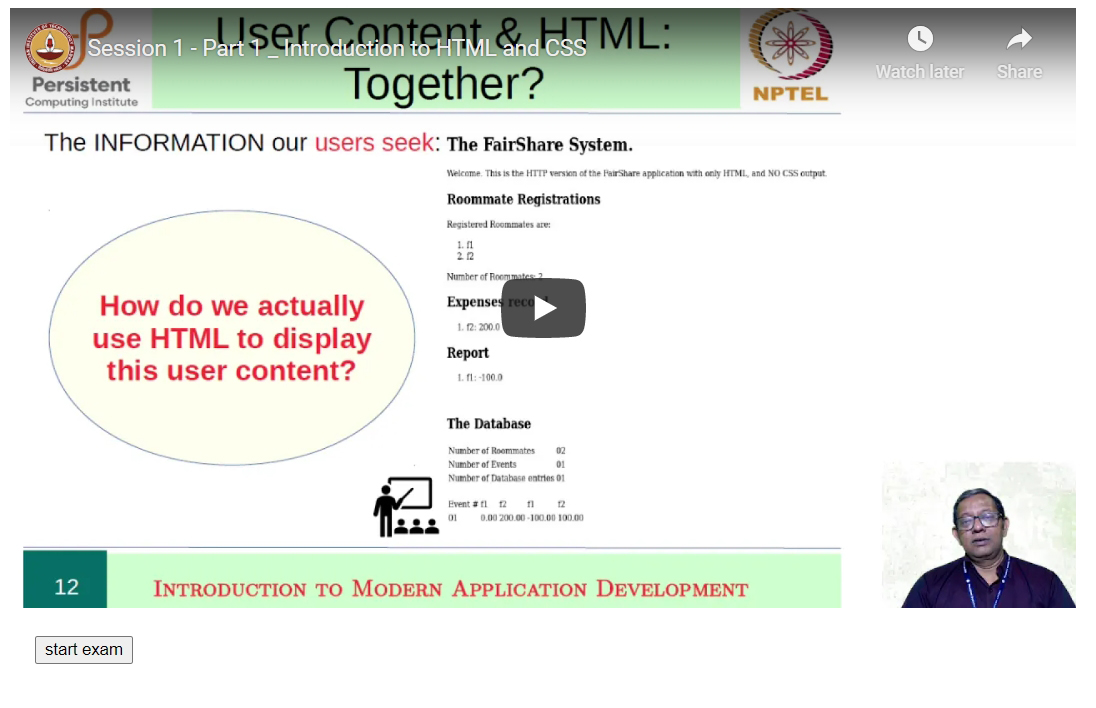 User Content & HTML:
Together?
Session 1 - Part 1 _ Introduction to HTML and CSS
Watch later
Share
Persistent
Computing Institute
NPTEL
The INFORMATION our users seek:
The FairShare System.
Welcome. This is the HTTP version of the FairShare application with only HTML, and NO CSS output.
Roommate Registrations
Registered Roommates are:
1. f1
2. f2
Number of Roommates: 2
Expenses record
1. f2: 200.0
Report
1. f1: -100.0
How do we actually
use HTML to display
this user content?
The Database
Number of Roommates 02
Number of Events 01
Number of Database entries 01
Event # f1 f2 f1 f2
01 0.00 200.00 -100.00 100.00
12
INTRODUCTION TO MODERN APPLICATION DEVELOPMENT
start exam